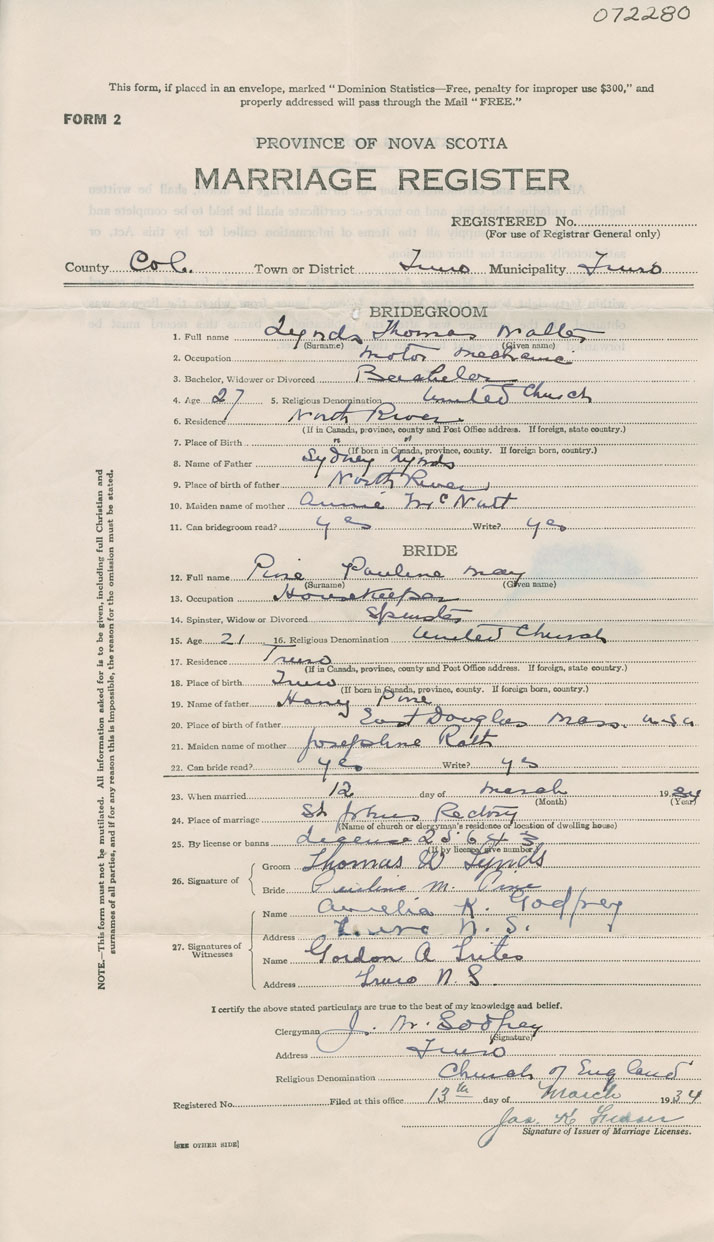 072280
This form, if placed in an envelope, marked "Dominion Statistics—Free, penalty for improper use $300," and
properly addressed will pass through the Mail "FREE."
FORM 2
PROVINCE OF NOVA SCOTIA
MARRIAGE REGISTER
REGISTERED No.
(For use of Registrar General only)
County Col. Town or District Truro Municipality Truro
BRIDEGROOM
1. Full name Lynds Thomas Walter
(Surname) (Given name)
2. Occupation motor mechanic
3. Bachelor, Widower or Divorced Bachelor
4. Age 27 5. Religious Denomination United Church
6. Residence North River
(If in Canada, province, county and Post Office address. If foreign, state country.)
7. Place of Birth " "
(If born in Canada, province, county. If foreign born, country.)
8. Name of Father Sydney Lynds
9. Place of birth of father North River
10. Maiden name of mother Annie McNutt
11. Can bridegroom read? yes Write? yes
BRIDE
12. Full name Pine Pauline May
(Surname) (Given name)
13. Occupation Housekeeper
14. Spinster, Widow or Divorced Spinster
15. Age 21 16. Religious Denomination United Church
17. Residence Truro
(If in Canada, province, county and Post Office address. If foreign, state country.)
18. Place of birth Truro
(If born in Canada, province, county. If foreign born, country.)
19. Name of father Harry Pine
20. Place of birth of father East Douglas Mass. U.S.A
21. Maiden name of mother Josephine
22. Can bride read? yes Write? yes
23. When married 12 day of March 1934
(Month) (Year)
24. Place of marriage St Johns Rectory
(Name of church or clergyman's residence or location of dwelling house)
25. By license or banns License 25643
(If by license, give number)
26. Signature of Groom Thomas W Lynds
Bride Pauline M. Pine
27. Signatures of Witnesses
Name Amelia K. Godfrey
Address Truro N.S.
Name Gordon A
Address Truro N.S.
I certify the above stated particulars are true to the best of my knowledge and belief.
Clergyman J. W. Godfrey
(Signature)
Address Truro
Religious Denomination Church of England
Registered No. Filed at this office 13th day of March 1934
Jas
Signature of Issuer of Marriage Licenses.
[SEE OTHER SIDE]
NOTE.—This form must not be mutilated. All information asked for is to be given, including full Christian and
surnames of all parties, and if for any reason this is impossible, the reason for the omission must be stated.